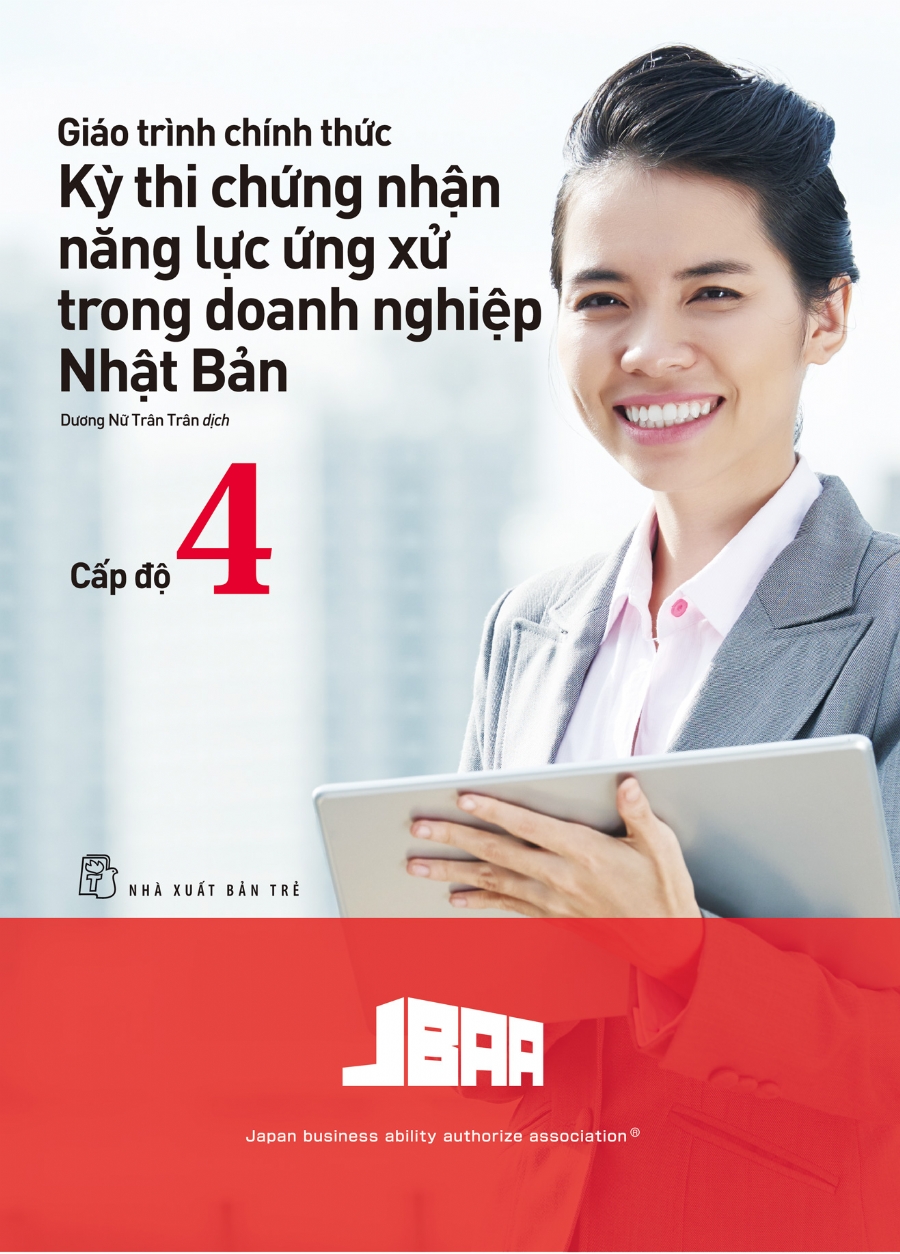 Giáo trình chính thức
Kỳ thi chứng nhận
năng lực ứng xử
trong doanh nghiệp
Nhật Bản
Dương Nữ Trân Trân dịch
Cấp độ 4
T
NHÀ XUẤT BẢN TRẺ
JBAA
Japan business ability authorize association®